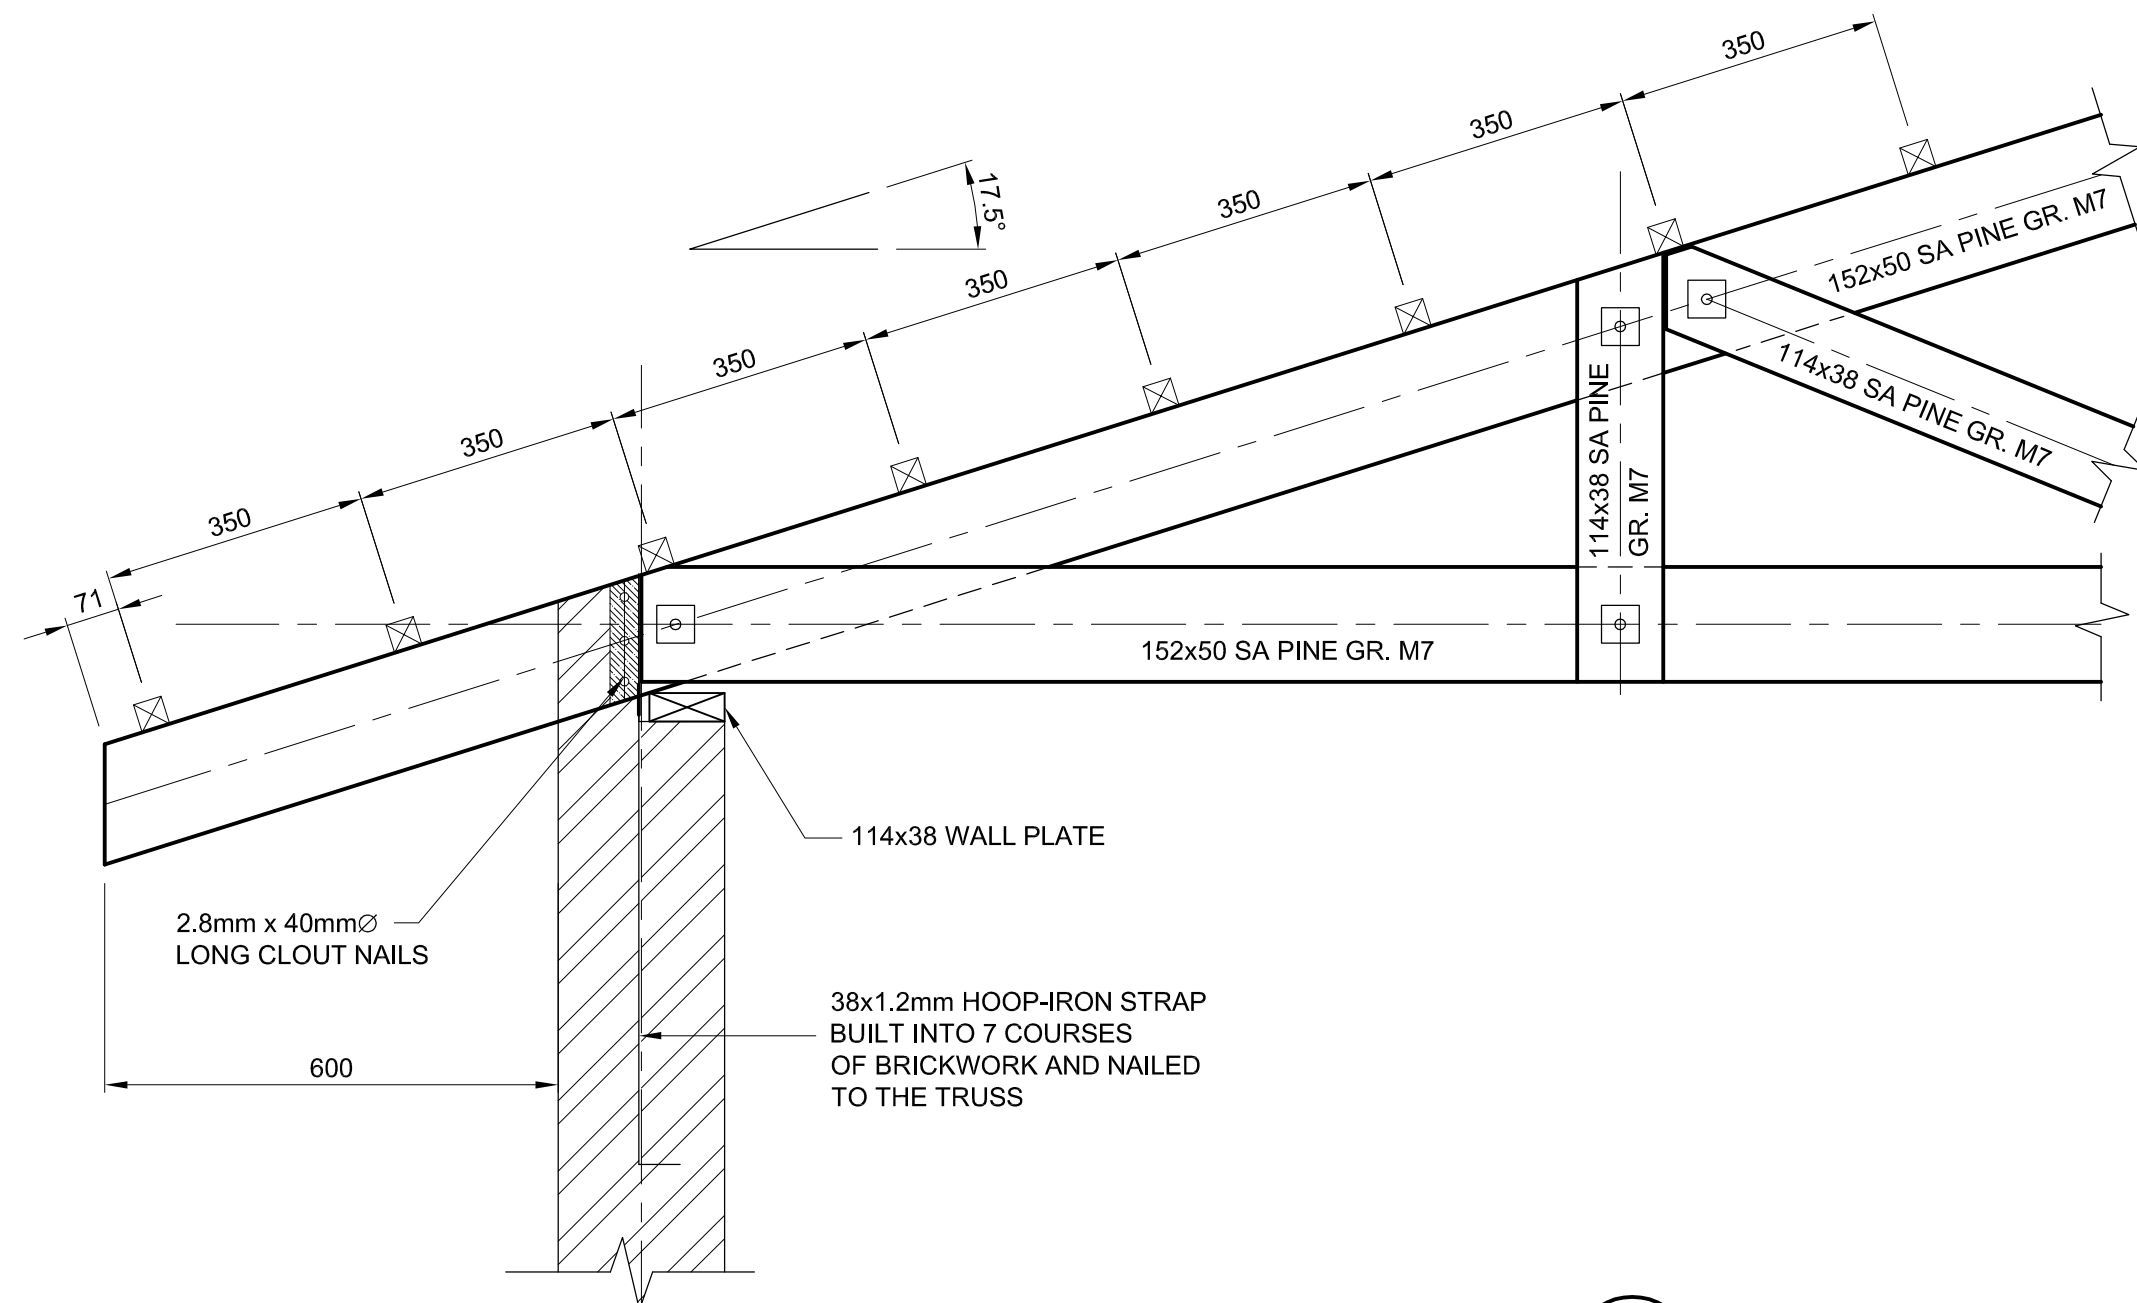 350
350
350
350
350
350
350
71
17.5°
152x50 SA PINE GR. M7
114x38 SA PINE GR. M7
114x38 SA PINE
GR. M7
152x50 SA PINE GR. M7
114x38 WALL PLATE
2.8mm x 40mm∅
LONG CLOUT NAILS
38x1.2mm HOOP-IRON STRAP
BUILT INTO 7 COURSES
OF BRICKWORK AND NAILED
TO THE TRUSS
600